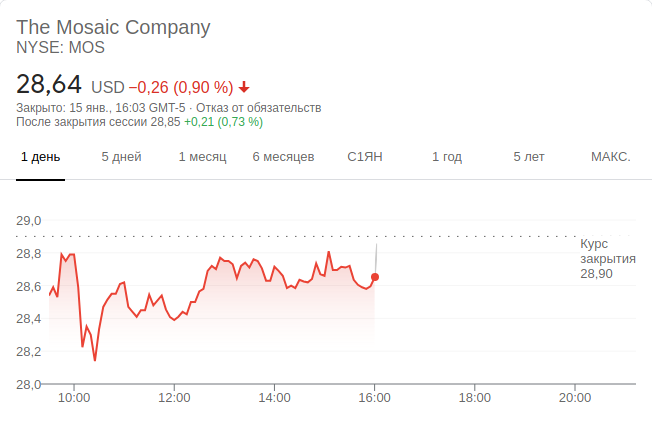 The Mosaic Company
NYSE: MOS
28,64 USD −0,26 (0,90 %)
Закрыто: 15 янв., 16:03 GMT-5 · Отказ от обязательств
После закрытия сессии 28,85 +0,21 (0,73 %)
1 день 5 дней 1 месяц 6 месяцев С1ЯН 1 год 5 лет МАКС.
29,0
28,8
28,6
28,4
28,2
28,0
Курс
закрытия
28,90
10:00 12:00 14:00 16:00 18:00 20:00